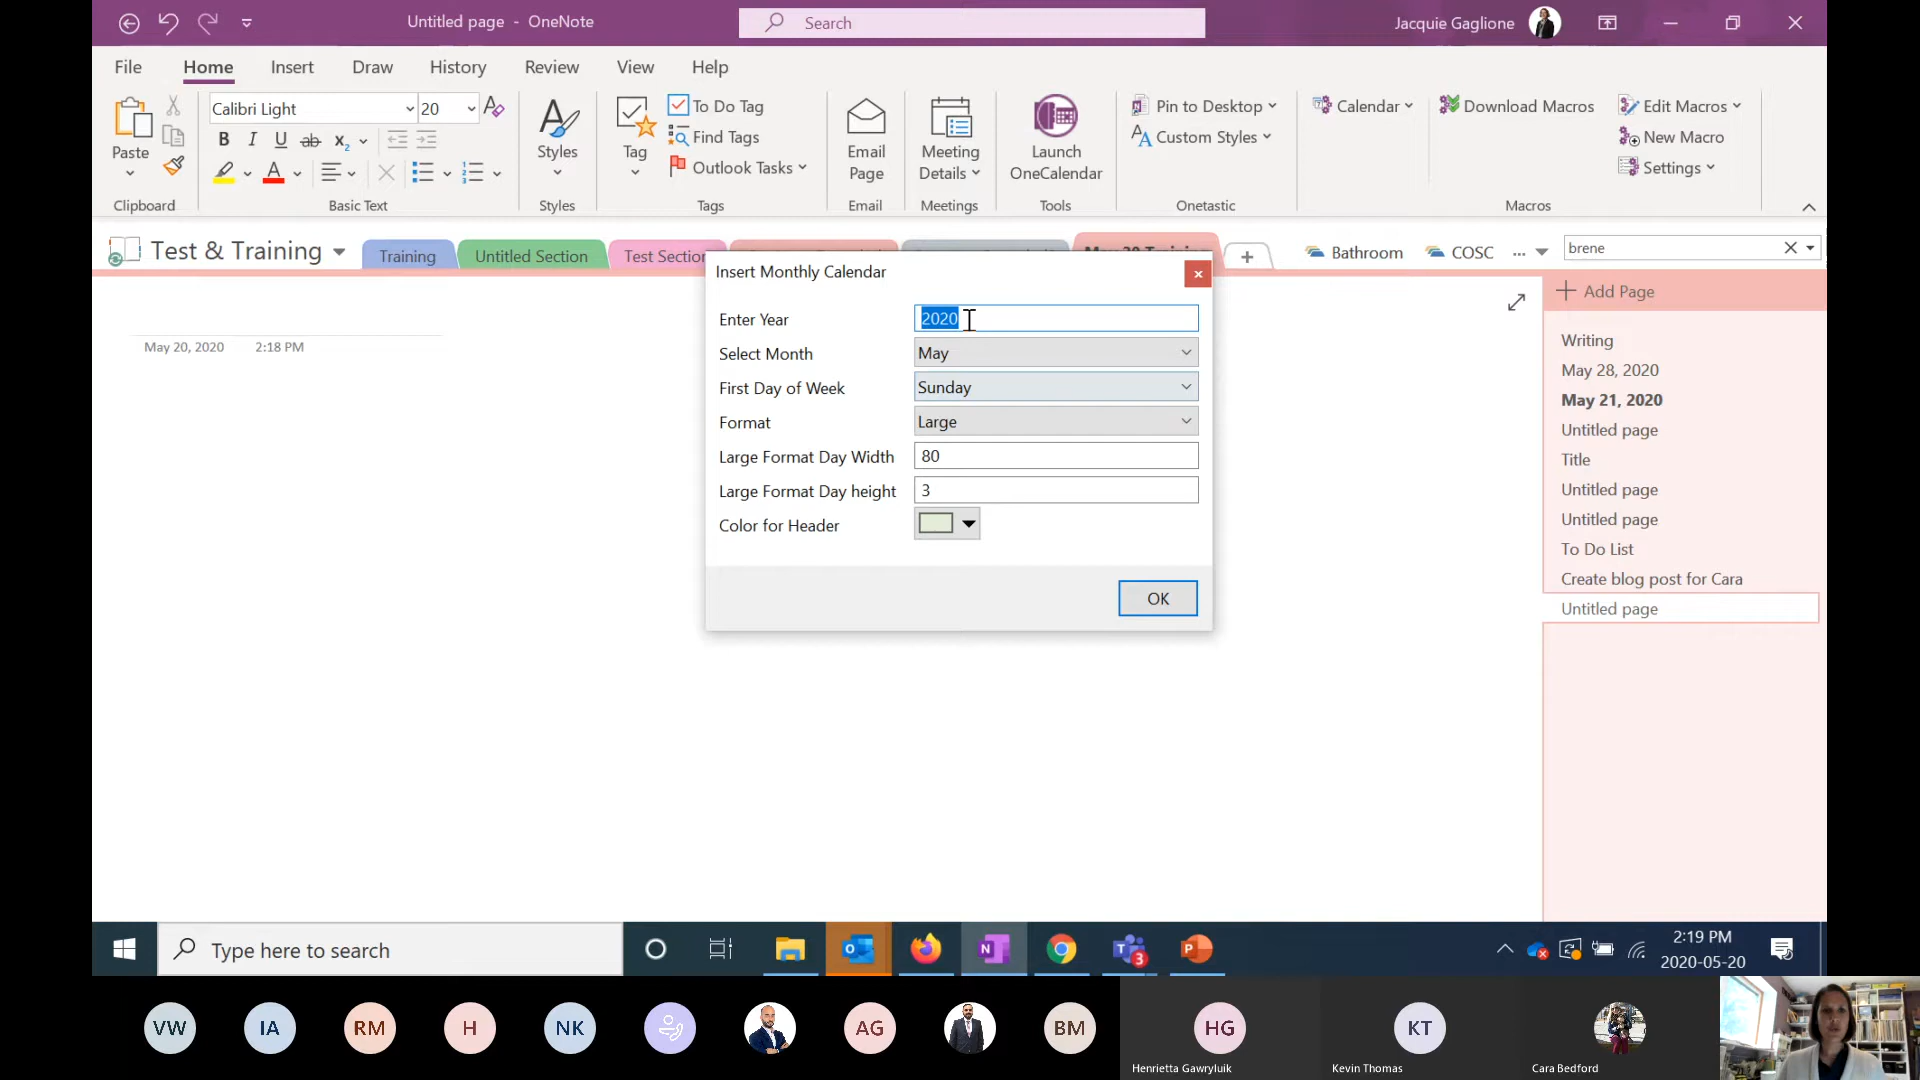 Untitled page - OneNote
Search
Jacquie Gaglione
File Home Insert Draw History Review View Help
Paste
Calibri Light 20
B I U ab x2
A
Clipboard
Basic Text
Styles
Styles
Tag
To Do Tag
Find Tags
Outlook Tasks
Tags
Email Page
Email
Meeting Details
Meetings
Launch OneCalendar
Tools
Pin to Desktop
Custom Styles
Onetastic
Calendar
Download Macros
Edit Macros
New Macro
Settings
Macros
Test & Training
Training
Untitled Section
Test Section
Bathroom
COSC
...
brene
May 20, 2020 2:18 PM
Insert Monthly Calendar
Enter Year 2020
Select Month May
First Day of Week Sunday
Format Large
Large Format Day Width 80
Large Format Day height 3
Color for Header
OK
Add Page
Writing
May 28, 2020
May 21, 2020
Untitled page
Title
Untitled page
Untitled page
To Do List
Create blog post for Cara
Untitled page
Type here to search
N
T
3
P
2:19 PM
2020-05-20
VW IA RM H NK AG BM HG KT
Henrietta Gawryluik
Kevin Thomas
Cara Bedford